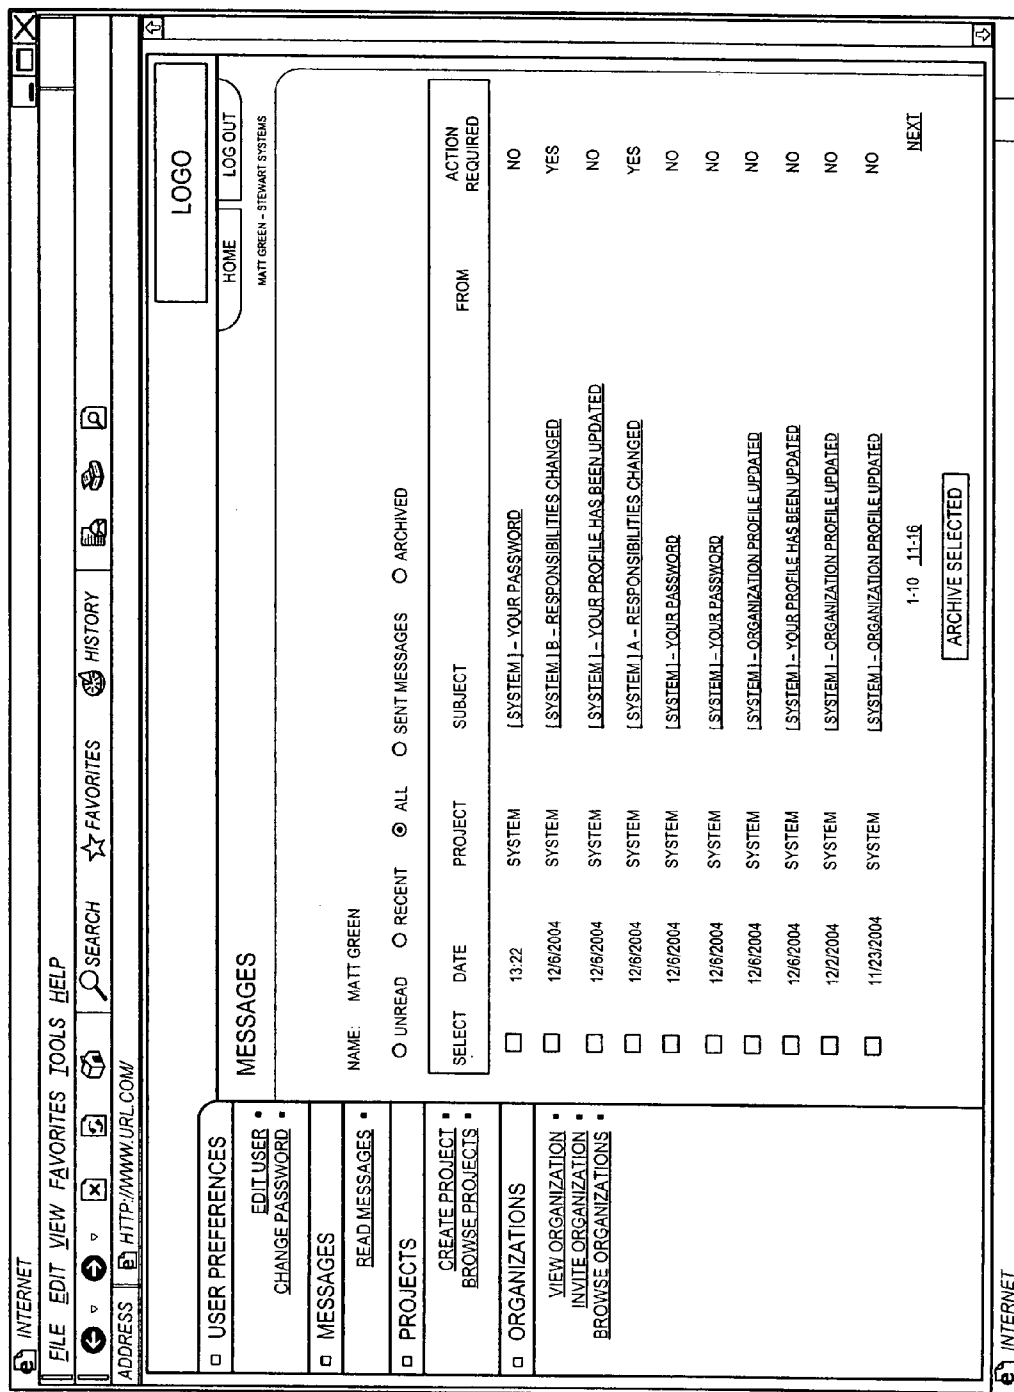 INTERNET
FILE EDIT VIEW FAVORITES TOOLS HELP
SEARCH FAVORITES HISTORY
ADDRESS HTTP://WWW.URL.COM/
LOGO
HOME LOG OUT
MATT GREEN – STEWART SYSTEMS
USER PREFERENCES
EDIT USER
CHANGE PASSWORD
MESSAGES
READ MESSAGES
PROJECTS
CREATE PROJECT
BROWSE PROJECTS
ORGANIZATIONS
VIEW ORGANIZATION
INVITE ORGANIZATION
BROWSE ORGANIZATIONS
MESSAGES
NAME: MATT GREEN
UNREAD RECENT ALL SENT MESSAGES ARCHIVED
SELECT DATE PROJECT SUBJECT FROM ACTION REQUIRED
13:22 SYSTEM [SYSTEM] – YOUR PASSWORD NO
12/6/2004 SYSTEM [SYSTEM] B – RESPONSIBILITIES CHANGED YES
12/6/2004 SYSTEM [SYSTEM] – YOUR PROFILE HAS BEEN UPDATED NO
12/6/2004 SYSTEM [SYSTEM] A – RESPONSIBILITIES CHANGED YES
12/6/2004 SYSTEM [SYSTEM] – YOUR PASSWORD NO
12/6/2004 SYSTEM [SYSTEM] – YOUR PASSWORD NO
12/6/2004 SYSTEM [SYSTEM] – ORGANIZATION PROFILE UPDATED NO
12/6/2004 SYSTEM [SYSTEM] – YOUR PROFILE HAS BEEN UPDATED NO
12/2/2004 SYSTEM [SYSTEM] – ORGANIZATION PROFILE UPDATED NO
11/23/2004 SYSTEM [SYSTEM] – ORGANIZATION PROFILE UPDATED NO
1-10 11-16 NEXT
ARCHIVE SELECTED
INTERNET